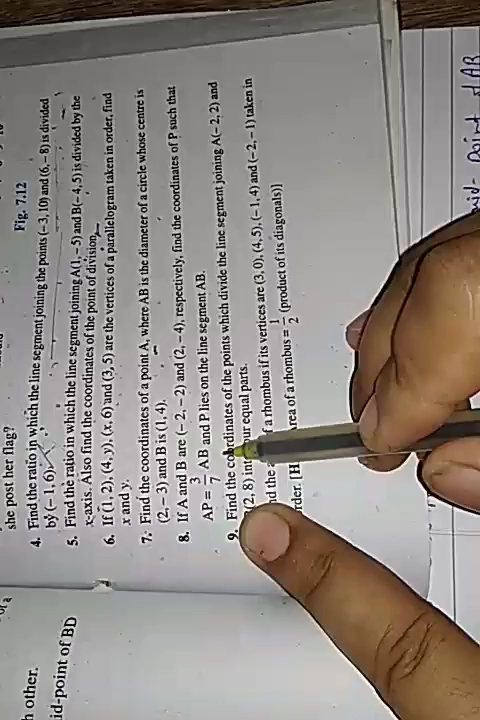 she post her flag?
Fig. 7.12
4. Find the ratio in which the line segment joining the points (– 3, 10) and (6, – 8) is divided
by (– 1, 6).
5. Find the ratio in which the line segment joining A(1, – 5) and B(– 4, 5) is divided by the
x-axis. Also find the coordinates of the point of division.
6. If (1, 2), (4, y), (x, 6) and (3, 5) are the vertices of a parallelogram taken in order, find
x and y.
7. Find the coordinates of a point A, where AB is the diameter of a circle whose centre is
(2, – 3) and B is (1, 4).
8. If A and B are (– 2, – 2) and (2, – 4), respectively, find the coordinates of P such that
AP = 3/7 AB and P lies on the line segment AB.
9. Find the coordinates of the points which divide the line segment joining A(– 2, 2) and
(2, 8) into equal parts.
nd the a f a rhombus if its vertices are (3, 0), (4, 5), (– 1, 4) and (– 2, – 1) taken in
rder. [H rea of a rhombus = 1/2 (product of its diagonals)]
h other.
id-point of BD
id- Point of AB